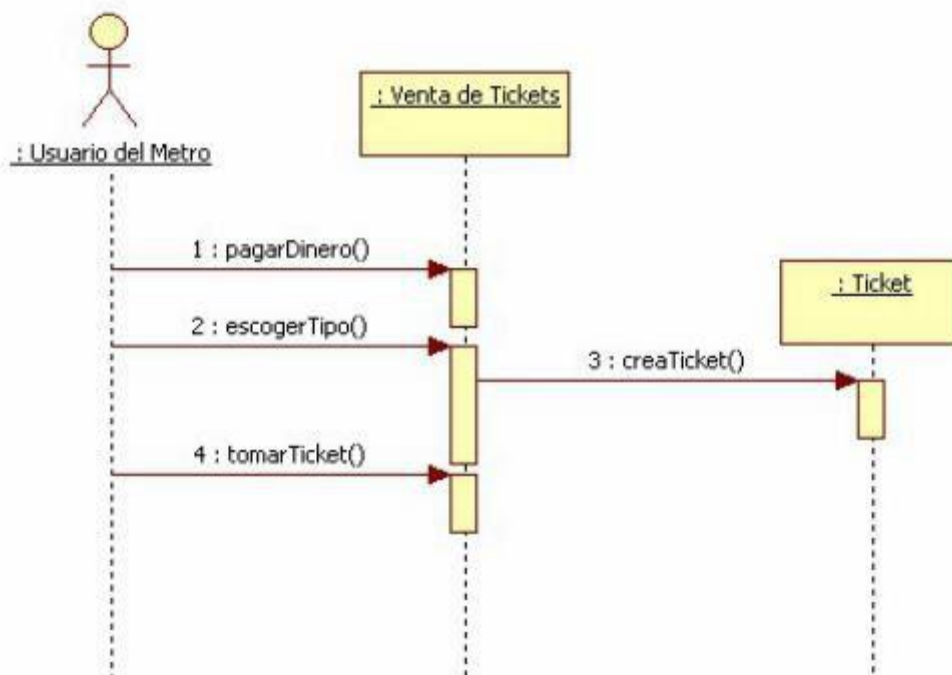 : Venta de Tickets
: Usuario del Metro
1 : pagarDinero()
: Ticket
2 : escogerTipo()
3 : creaTicket()
4 : tomarTicket()